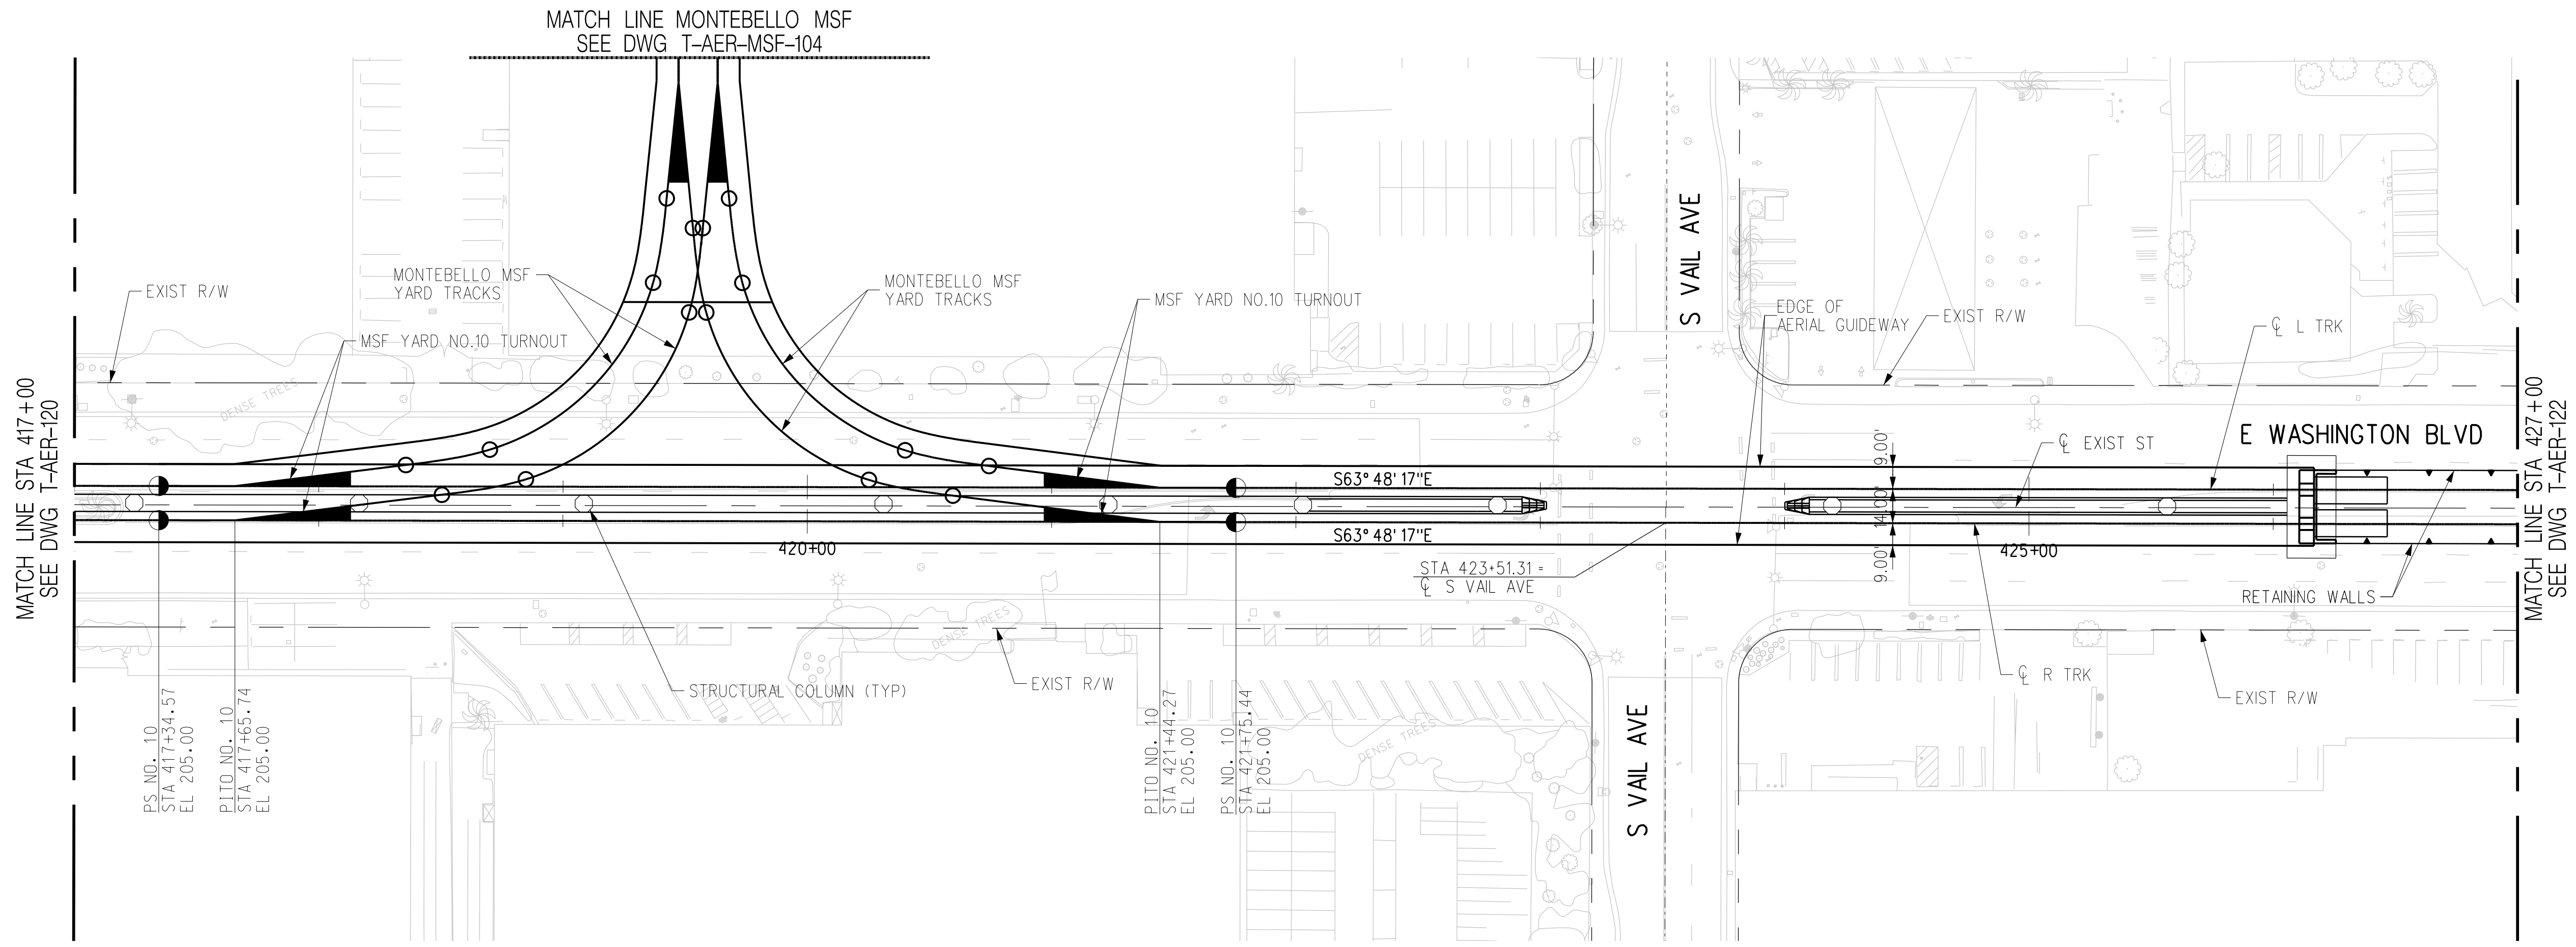 MATCH LINE MONTEBELLO MSF
SEE DWG T-AER-MSF-104
MATCH LINE STA 417+00
SEE DWG T-AER-120
EXIST R/W
MONTEBELLO MSF
YARD TRACKS
MONTEBELLO MSF
YARD TRACKS
MSF YARD NO.10 TURNOUT
MSF YARD NO.10 TURNOUT
DENSE TREES
S VAIL AVE
EDGE OF
AERIAL GUIDEWAY
EXIST R/W
℄ L TRK
E WASHINGTON BLVD
℄ EXIST ST
9.00'
14.00'
9.00'
S63° 48' 17"E
S63° 48' 17"E
420+00
425+00
STA 423+51.31 =
℄ S VAIL AVE
RETAINING WALLS
DENSE TREES
STRUCTURAL COLUMN (TYP)
EXIST R/W
℄ R TRK
EXIST R/W
PS NO. 10
STA 417+34.57
EL 205.00
PITO NO. 10
STA 417+65.74
EL 205.00
PITO NO. 10
STA 421+44.27
EL 205.00
PS NO. 10
STA 421+75.44
EL 205.00
DENSE TREES
S VAIL AVE
MATCH LINE STA 427+00
SEE DWG T-AER-122